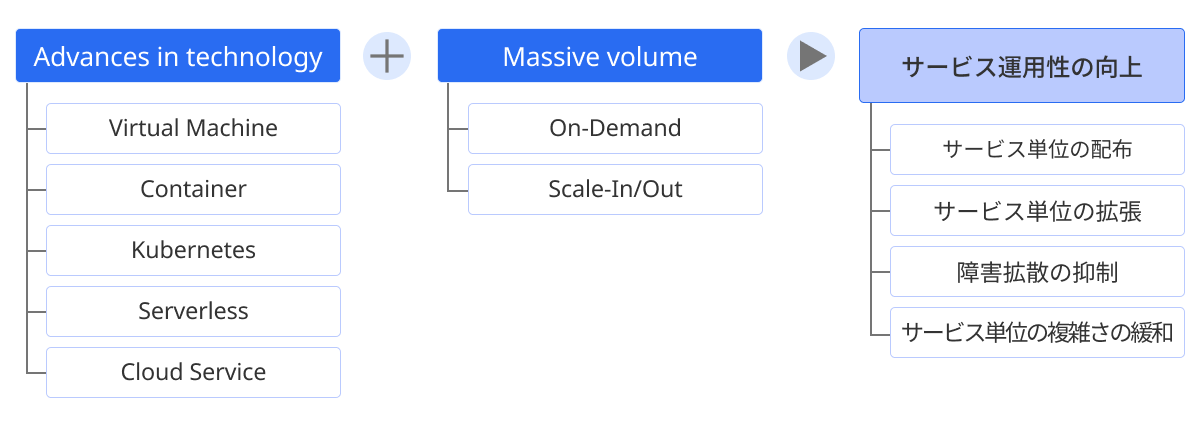 Advances in technology
Virtual Machine
Container
Kubernetes
Serverless
Cloud Service
Massive volume
On-Demand
Scale-In/Out
サービス運用性の向上
サービス単位の配布
サービス単位の拡張
障害拡散の抑制
サービス単位の複雑さの緩和